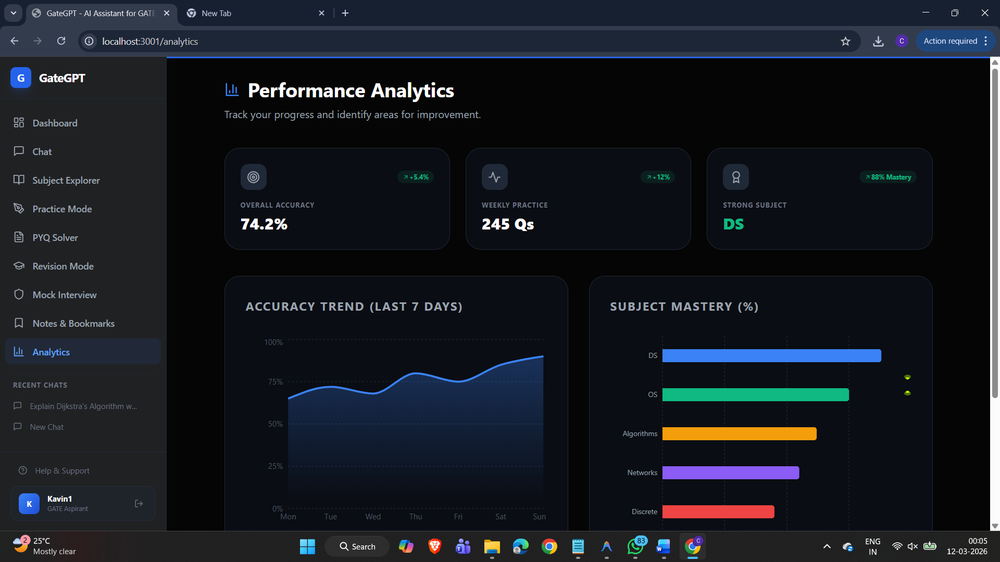 GateGPT - AI Assistant for GATE
New Tab
localhost:3001/analytics
C
Action required
G
GateGPT
Dashboard
Chat
Subject Explorer
Practice Mode
PYQ Solver
Revision Mode
Mock Interview
Notes & Bookmarks
Analytics
RECENT CHATS
Explain Dijkstra's Algorithm w...
New Chat
Help & Support
K
Kavin1
GATE Aspirant
Performance Analytics
Track your progress and identify areas for improvement.
+5.4%
OVERALL ACCURACY
74.2%
+12%
WEEKLY PRACTICE
245 Qs
88% Mastery
STRONG SUBJECT
DS
ACCURACY TREND (LAST 7 DAYS)
100%
75%
50%
25%
0%
Mon Tue Wed Thu Fri Sat Sun
SUBJECT MASTERY (%)
DS
OS
Algorithms
Networks
Discrete
2
25°C
Mostly clear
Search
T
83
W
C
ENG
IN
00:05
12-03-2026